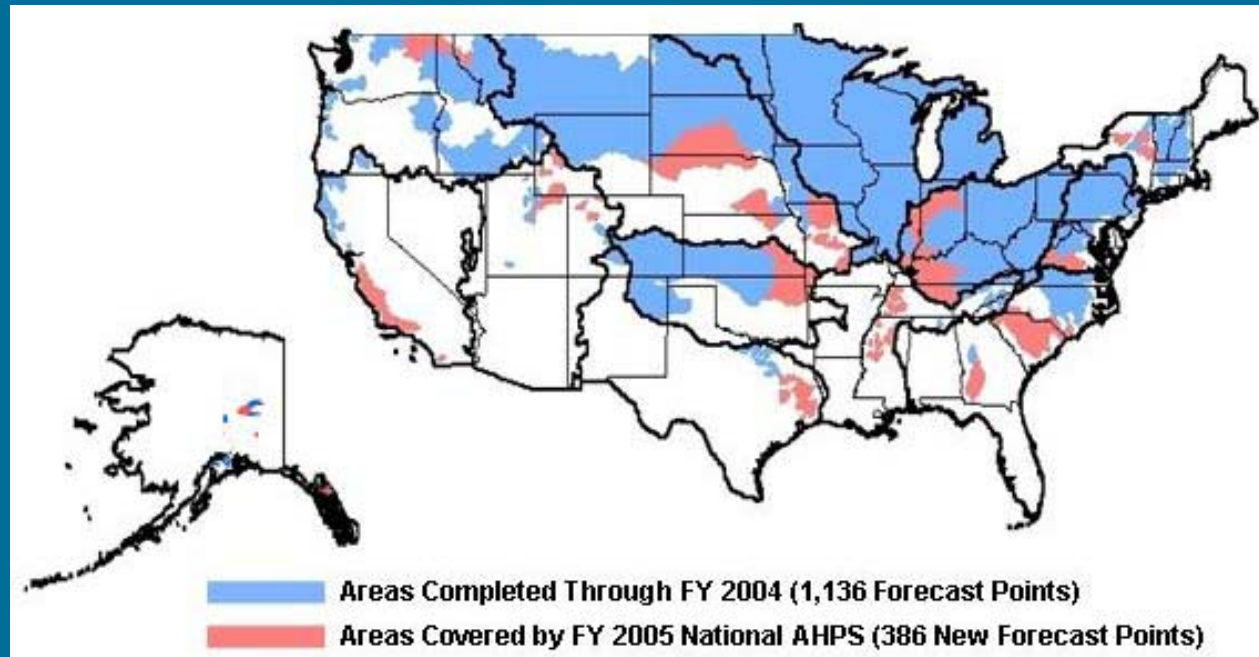 Areas Completed Through FY 2004 (1,136 Forecast Points)
Areas Covered by FY 2005 National AHPS (386 New Forecast Points)